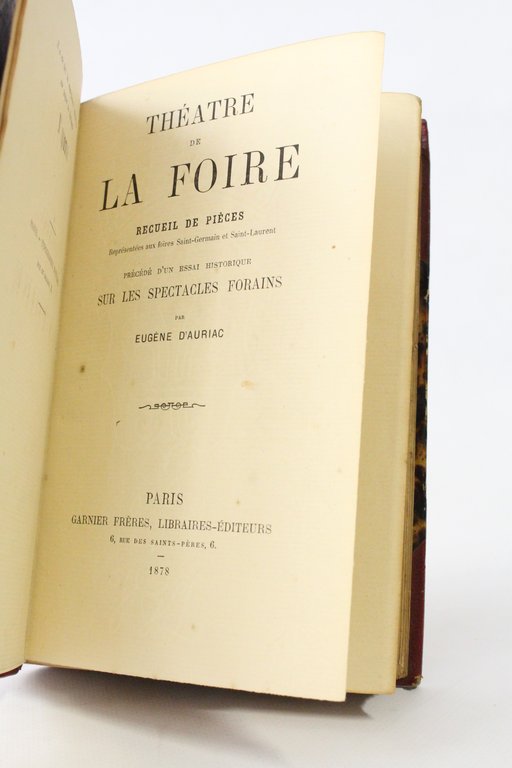 THÉATRE
DE
LA FOIRE
RECUEIL DE PIÈCES
Représentées aux foires Saint-Germain et Saint-Laurent
PRÉCÉDÉ D'UN ESSAI HISTORIQUE
SUR LES SPECTACLES FORAINS
PAR
EUGÈNE D'AURIAC
PARIS
GARNIER FRÈRES, LIBRAIRES-ÉDITEURS
6, RUE DES SAINTS-PÈRES, 6.
1878